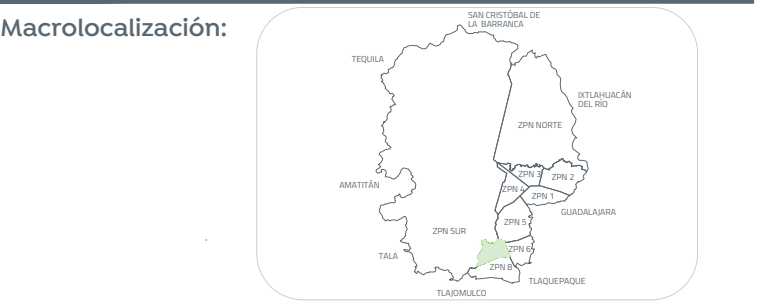 Macrolocalización:
SAN CRISTÓBAL DE
LA BARRANCA
TEQUILA
IXTLAHUACÁN
DEL RÍO
ZPN NORTE
ZPN 3
ZPN 2
AMATITÁN
ZPN 4
ZPN 1
GUADALAJARA
ZPN 5
ZPN SUR
ZPN 6
TALA
ZPN 8
TLAQUEPAQUE
TLAJOMULCO